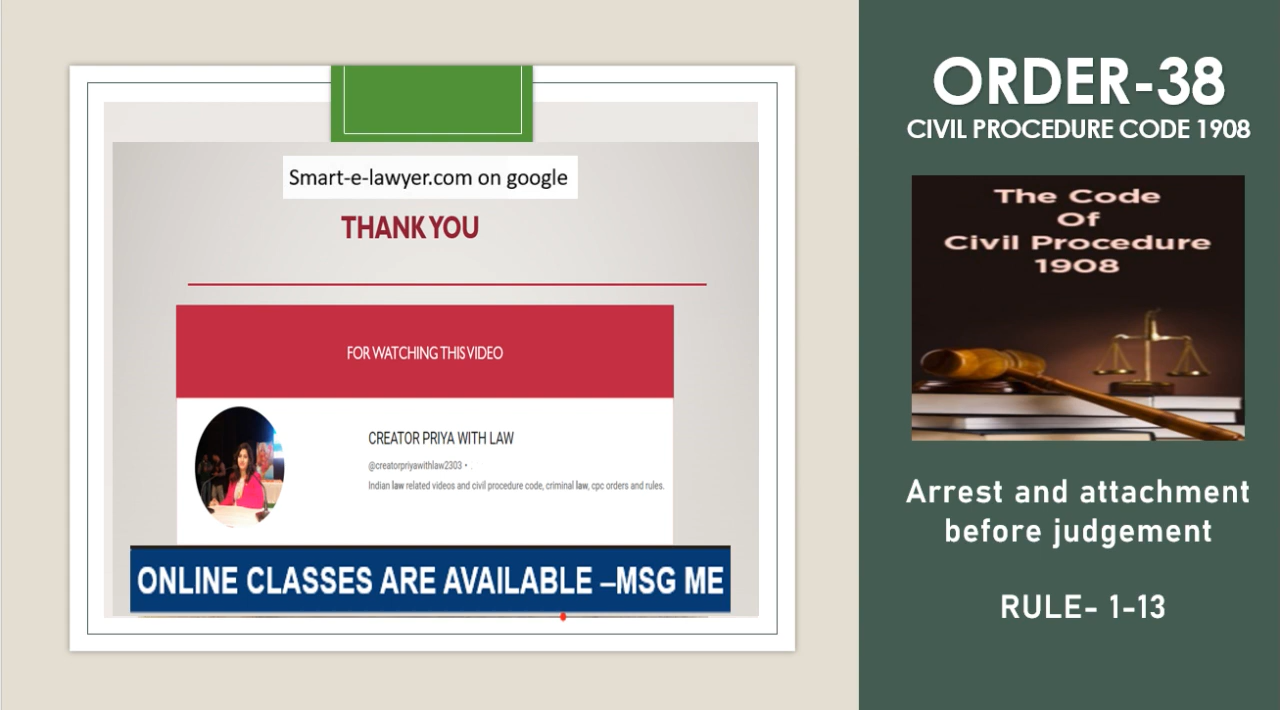 Smart-e-lawyer.com on google
THANK YOU
FOR WATCHING THIS VIDEO
CREATOR PRIYA WITH LAW
@creatorpriyawithlaw2303 •
Indian law related videos and civil procedure code, criminal law, cpc orders and rules.
ONLINE CLASSES ARE AVAILABLE –MSG ME
ORDER-38
CIVIL PROCEDURE CODE 1908
The Code
Of
Civil Procedure
1908
Arrest and attachment
before judgement
RULE- 1-13